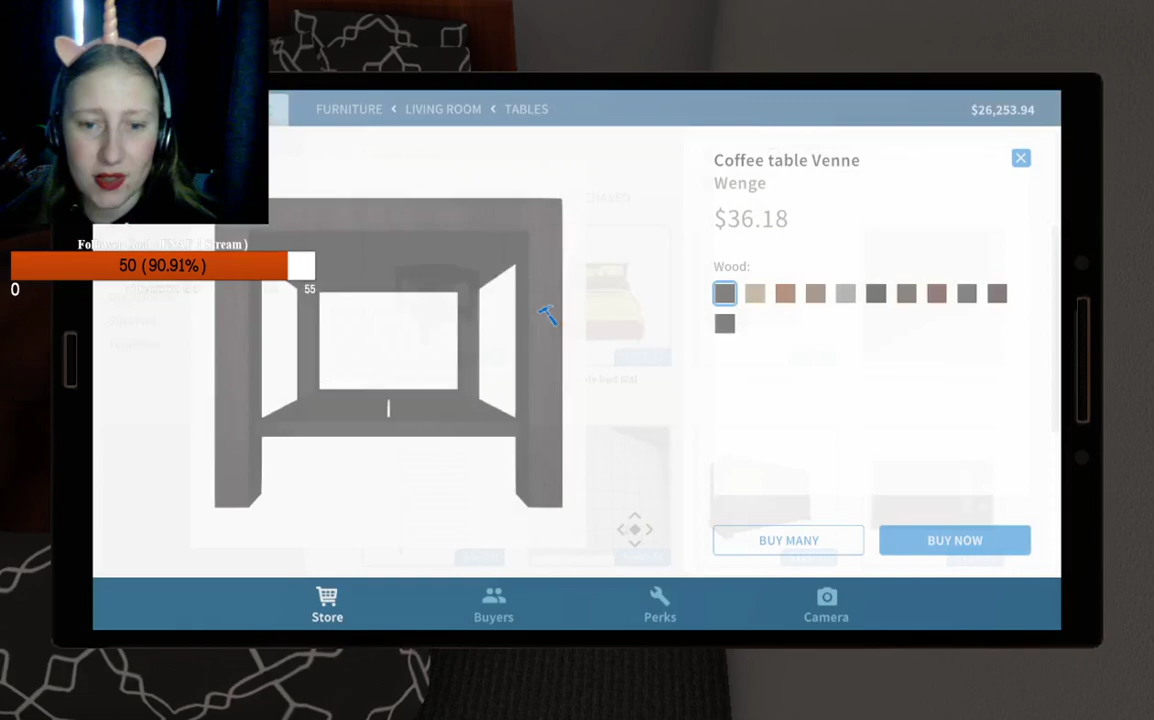 FURNITURE < LIVING ROOM < TABLES
$26,253.94
Coffee table Venne
Wenge
$36.18
Wood:
50 (90.91%)
0
55
BUY MANY
BUY NOW
Store
Buyers
Perks
Camera